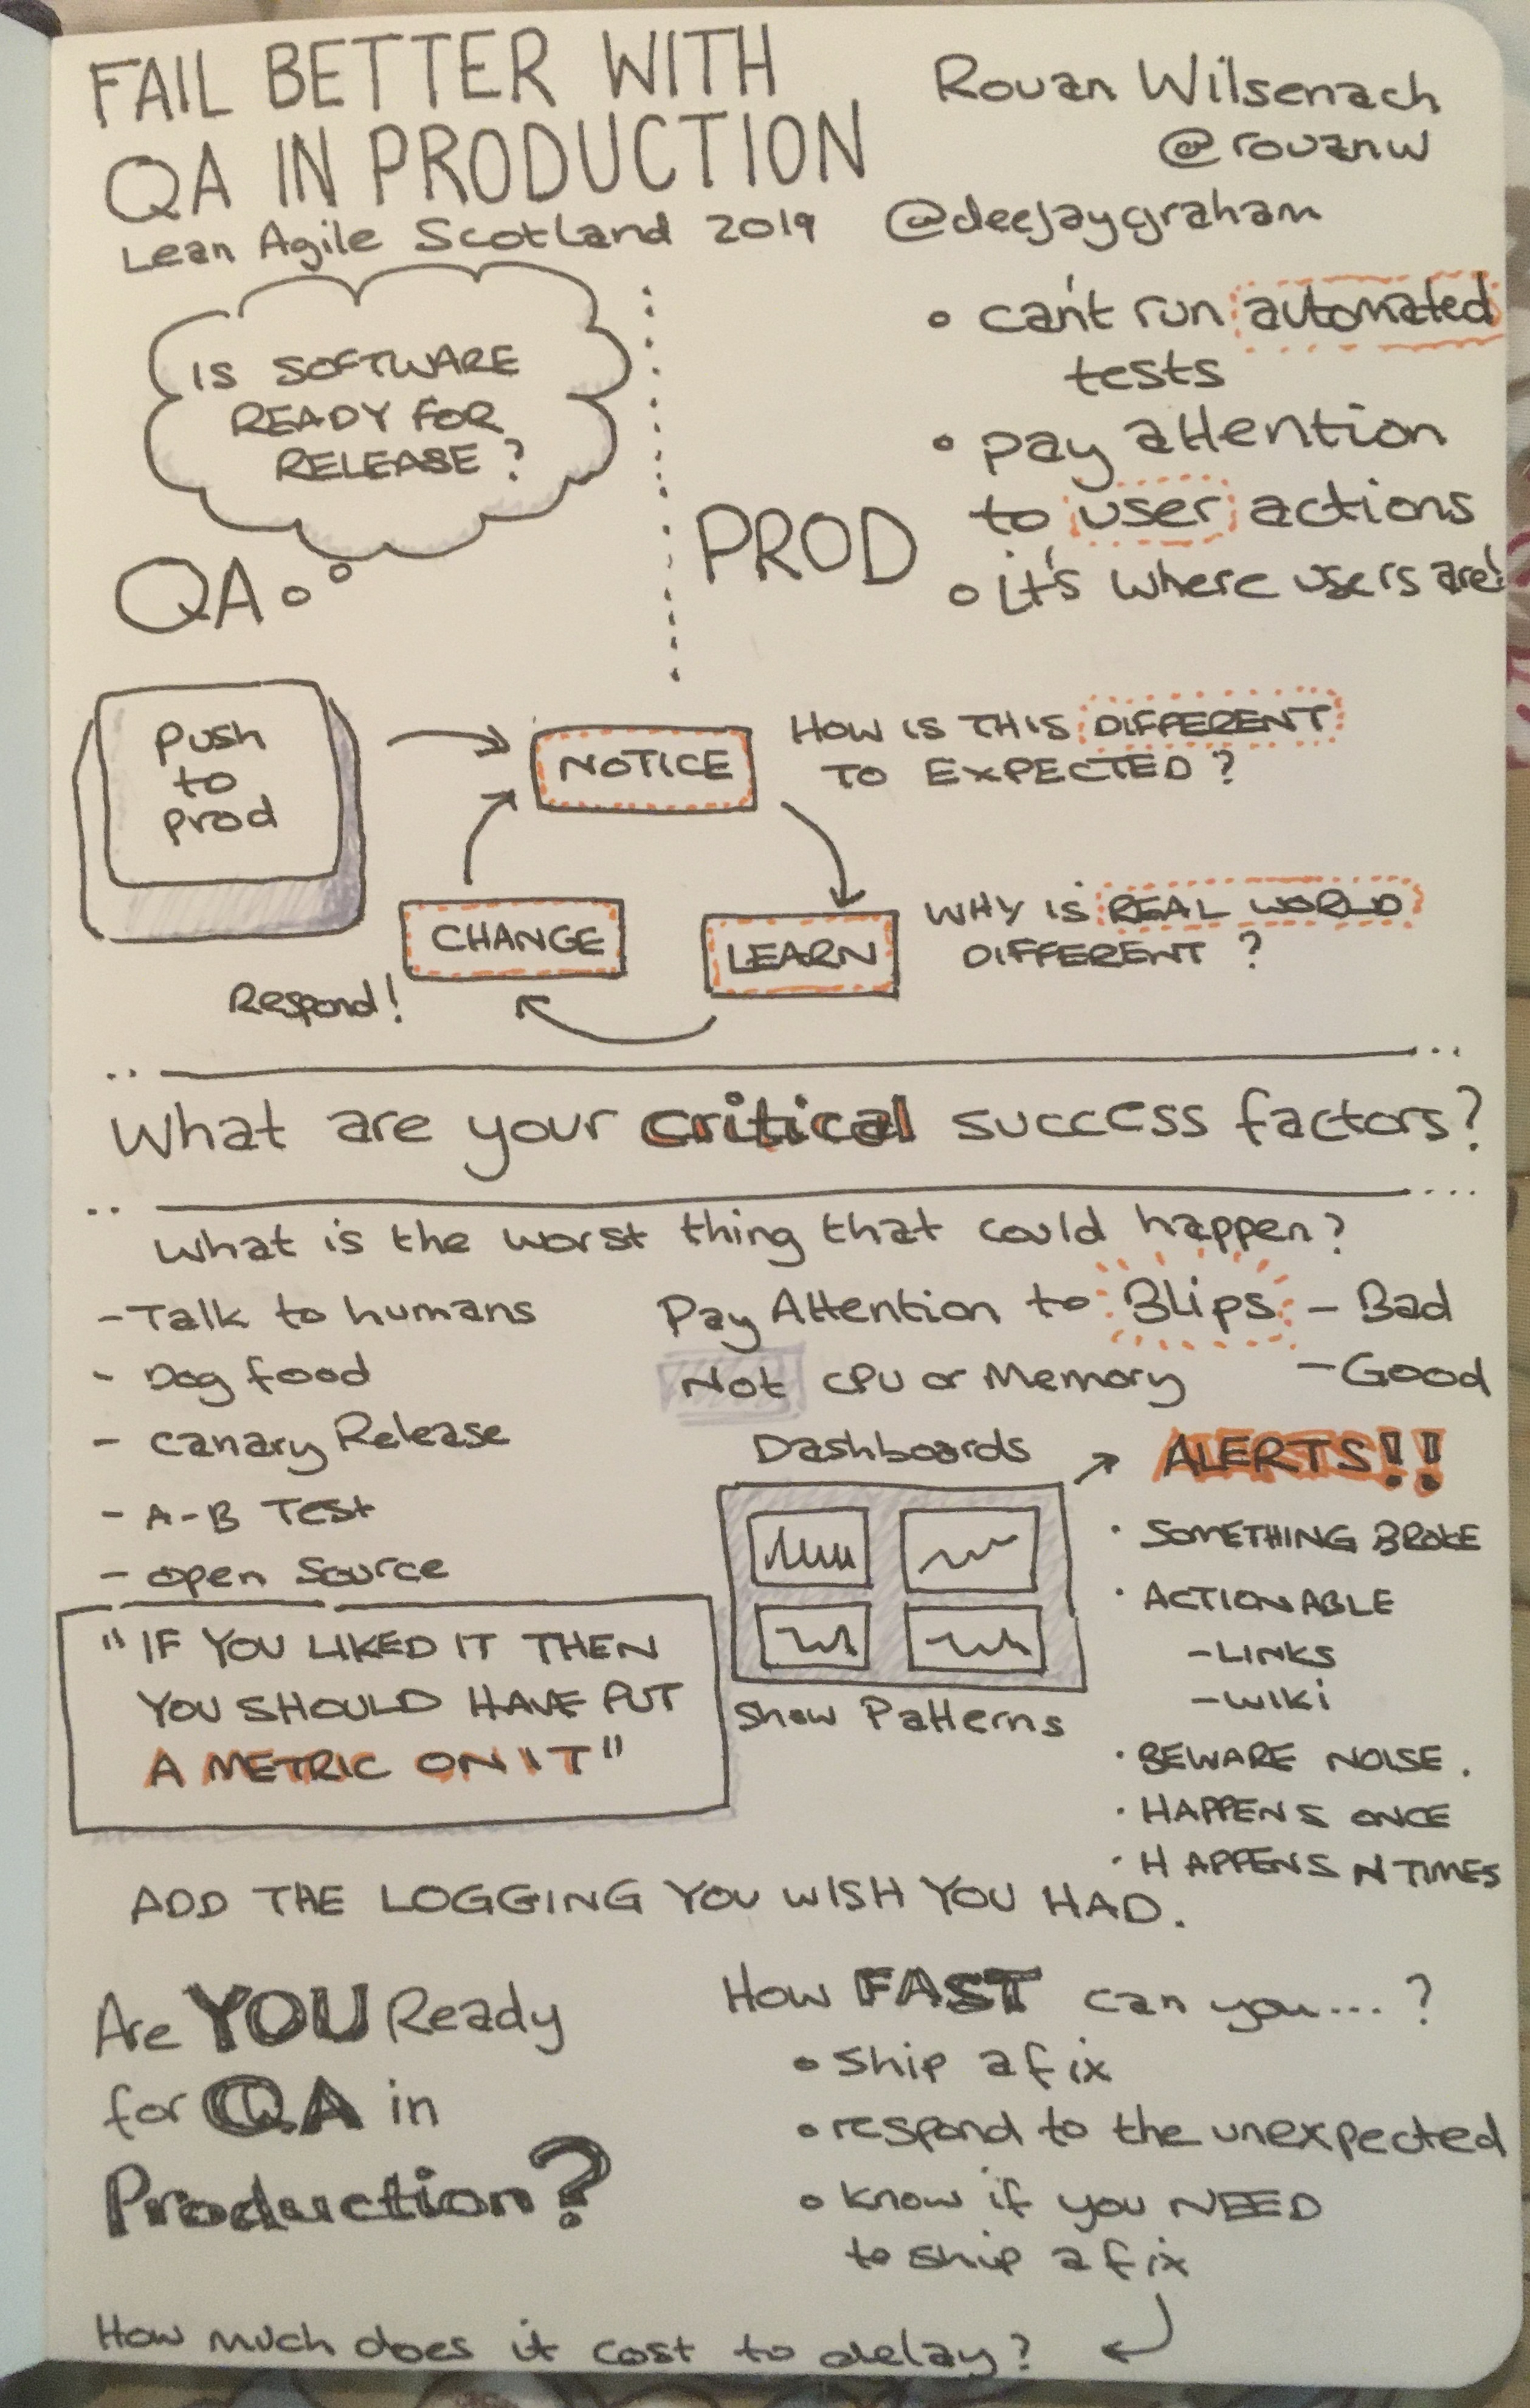 FAIL BETTER WITH
QA IN PRODUCTION
Lean Agile Scotland 2019
Rouan Wilsenach
@rouanw
@deejaygraham
IS SOFTWARE
READY FOR
RELEASE?
QA
PROD
• can't run automated
tests
• pay attention
to user actions
• it's where users are!
Push
to
prod
NOTICE
HOW IS THIS DIFFERENT
TO EXPECTED?
CHANGE
Respond!
LEARN
WHY IS REAL WORLD
DIFFERENT?
What are your critical success factors?
What is the worst thing that could happen?
- Talk to humans
- Dog food
- Canary Release
- A-B Test
- open source
Pay Attention to Blips - Bad
- Good
Not CPU or Memory
Dashboards
Show Patterns
ALERTS!!
• SOMETHING BROKE
• ACTIONABLE
- LINKS
- WIKI
• BEWARE NOISE.
• HAPPENS ONCE
• HAPPENS N TIMES
"IF YOU LIKED IT THEN
YOU SHOULD HAVE PUT
A METRIC ON IT"
ADD THE LOGGING YOU WISH YOU HAD.
Are YOU Ready
for QA in
Production?
How FAST can you...?
• ship a fix
• respond to the unexpected
• know if you NEED
to ship a fix
How much does it cost to delay?